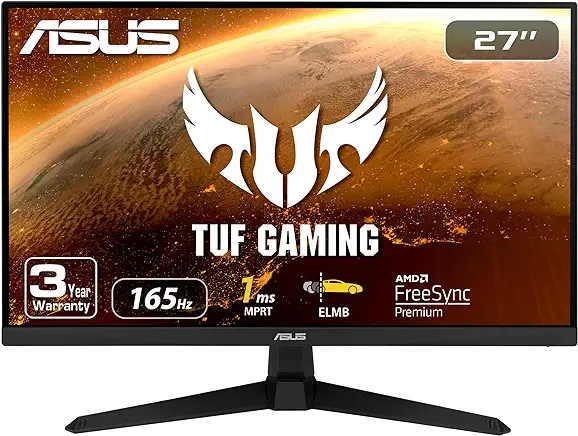 ASUS
27"
TUF GAMING
3 Year
Warranty
165Hz
1ms
MPRT
ELMB
AMD
FreeSync
Premium
ASUS